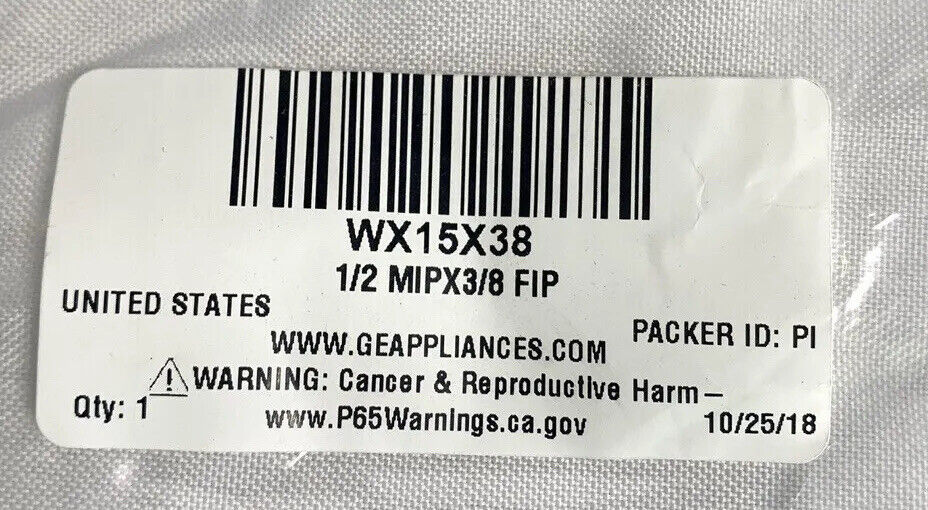 WX15X38
1/2 MIPX3/8 FIP
UNITED STATES
PACKER ID: PI
WWW.GEAPPLIANCES.COM
WARNING: Cancer & Reproductive Harm –
Qty: 1
www.P65Warnings.ca.gov
10/25/18